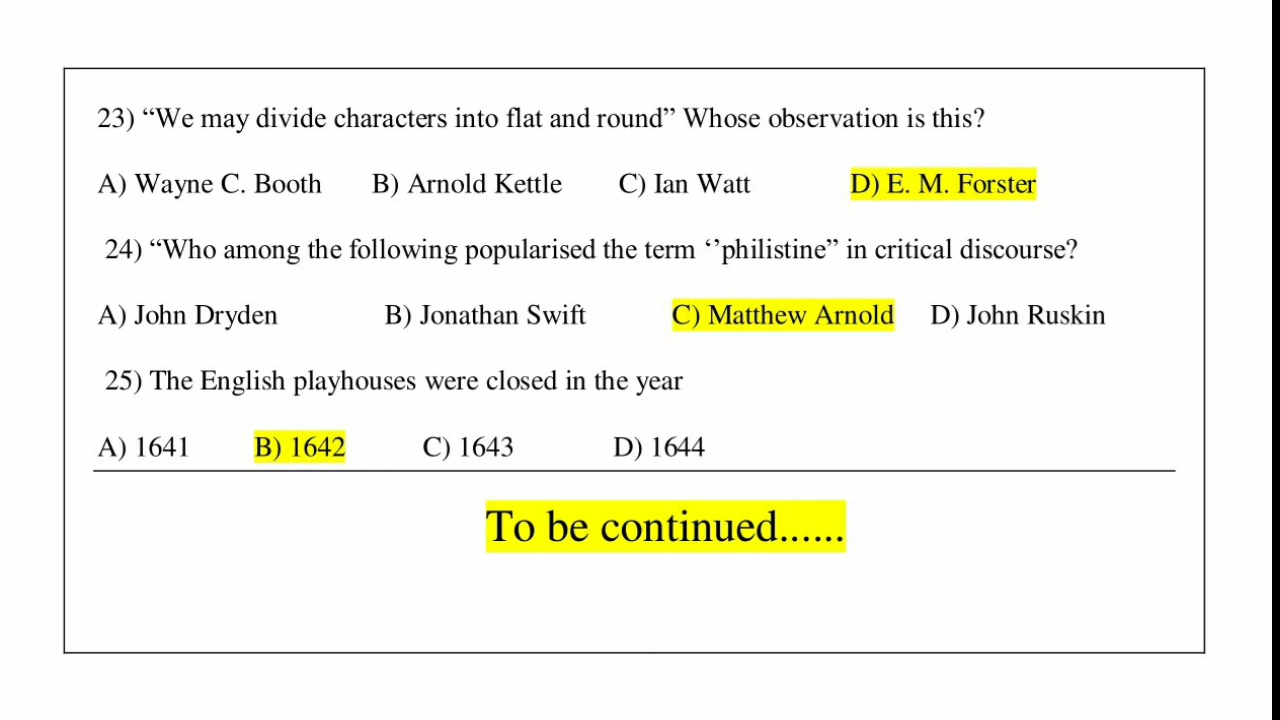 23) “We may divide characters into flat and round” Whose observation is this?
A) Wayne C. Booth B) Arnold Kettle C) Ian Watt D) E. M. Forster
24) “Who among the following popularised the term ‘’philistine” in critical discourse?
A) John Dryden B) Jonathan Swift C) Matthew Arnold D) John Ruskin
25) The English playhouses were closed in the year
A) 1641 B) 1642 C) 1643 D) 1644
To be continued......